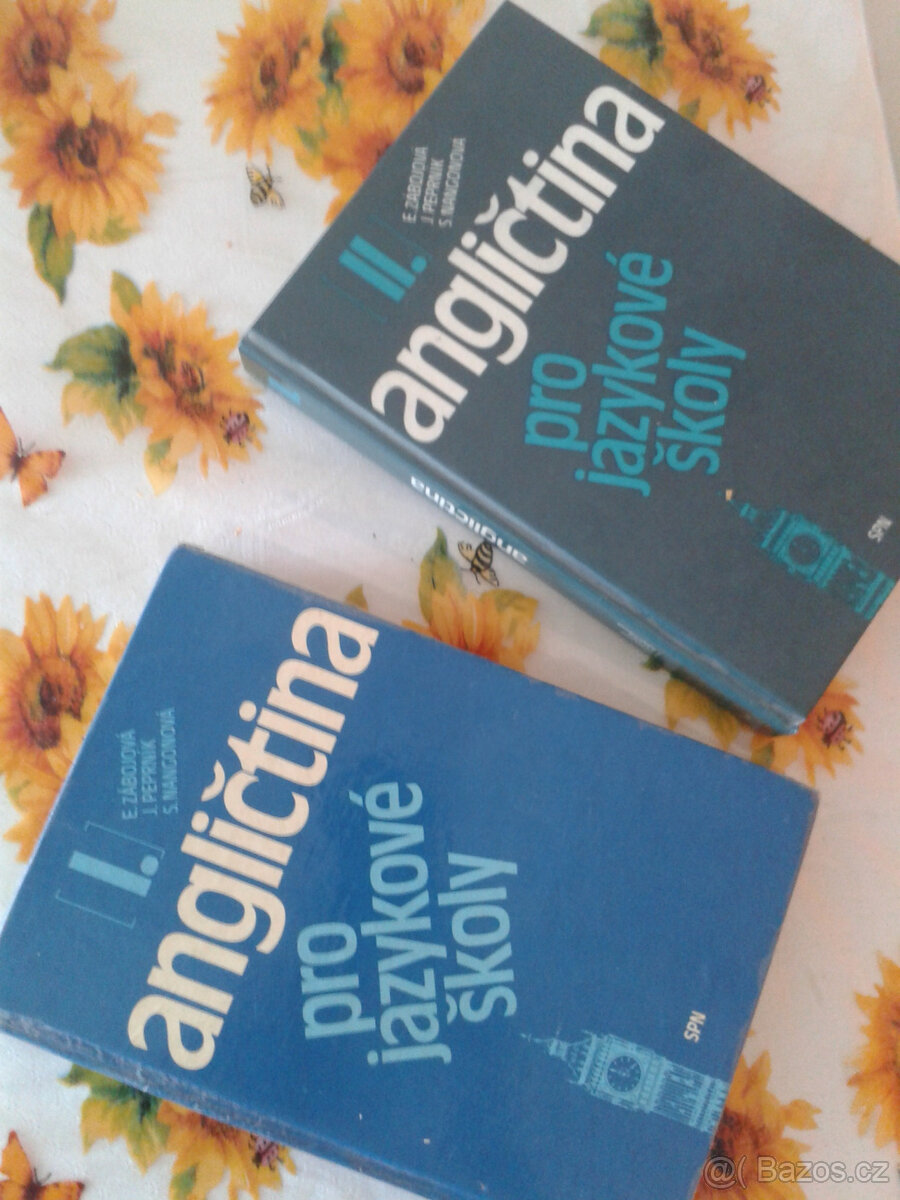 [II.]
E. ZÁBOJOVÁ
J. PEPRNÍK
S. NANGONOVÁ
angličtina
pro
jazykové
školy
SPN
angličtina
[I.]
E. ZÁBOJOVÁ
J. PEPRNÍK
S. NANGONOVÁ
angličtina
pro
jazykové
školy
SPN
@( Bazos.cz